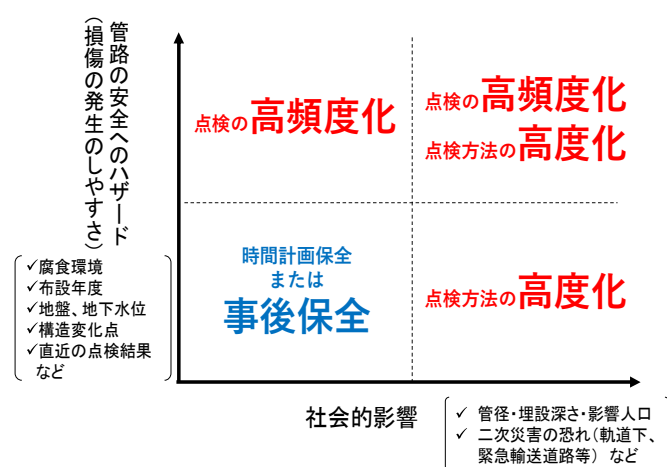 管路の安全へのハザード
（損傷の発生のしやすさ）
✓腐食環境
✓布設年度
✓地盤、地下水位
✓構造変化点
✓直近の点検結果
など
点検の高頻度化
点検の高頻度化
点検方法の高度化
時間計画保全
または
事後保全
点検方法の高度化
社会的影響
✓ 管径・埋設深さ・影響人口
✓ 二次災害の恐れ（軌道下、
緊急輸送道路等） など